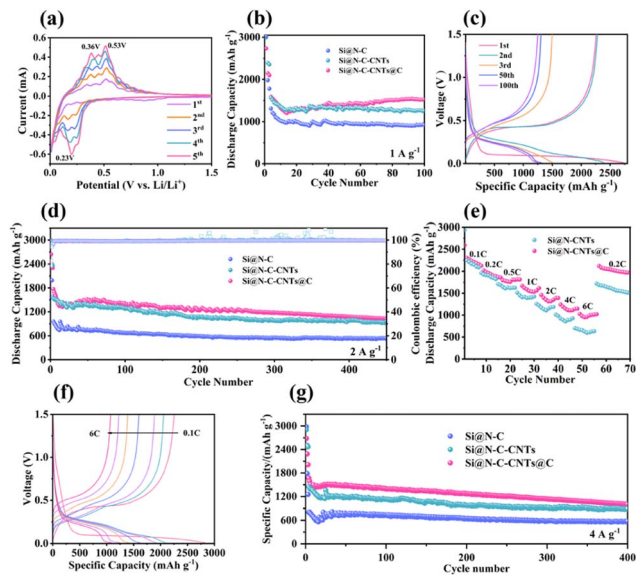 (a)
0.6
0.4
0.2
0.0
-0.2
-0.4
-0.6
Current (mA)
0.36V
0.53V
0.23V
1st
2nd
3rd
4th
5th
0.0 0.5 1.0 1.5
Potential (V vs. Li/Li+)
(b)
3000
2500
2000
1500
1000
500
0
Discharge Capacity (mAh g-1)
Si@N-C
Si@N-C-CNTs
Si@N-C-CNTs@C
1 A g-1
0 20 40 60 80 100
Cycle Number
(c)
1.5
1.0
0.5
0.0
Voltage (V)
1st
2nd
3rd
50th
100th
0 500 1000 1500 2000 2500
Specific Capacity (mAh g-1)
(d)
3000
2400
1800
1200
600
0
Discharge Capacity (mAh g-1)
Si@N-C
Si@N-C-CNTs
Si@N-C-CNTs@C
2 A g-1
100
80
60
40
20
0
Coulombic efficiency (%)
0 100 200 300 400
Cycle Number
(e)
3000
2500
2000
1500
1000
500
0
Discharge Capacity (mAh g-1)
Si@N-CNTs
Si@N-CNTs@C
0.1C
0.2C
0.5C
1C
2C
4C
6C
0.2C
0 10 20 30 40 50 60 70
Cycle Number
(f)
1.5
1.0
0.5
0.0
Voltage (V)
6C
0.1C
0 500 1000 1500 2000 2500 3000
Specific Capacity (mAh g-1)
(g)
3000
2400
1800
1200
600
0
Specific Capacity/(mAh g-1)
Si@N-C
Si@N-C-CNTs
Si@N-C-CNTs@C
4 A g-1
0 100 200 300 400
Cycle number